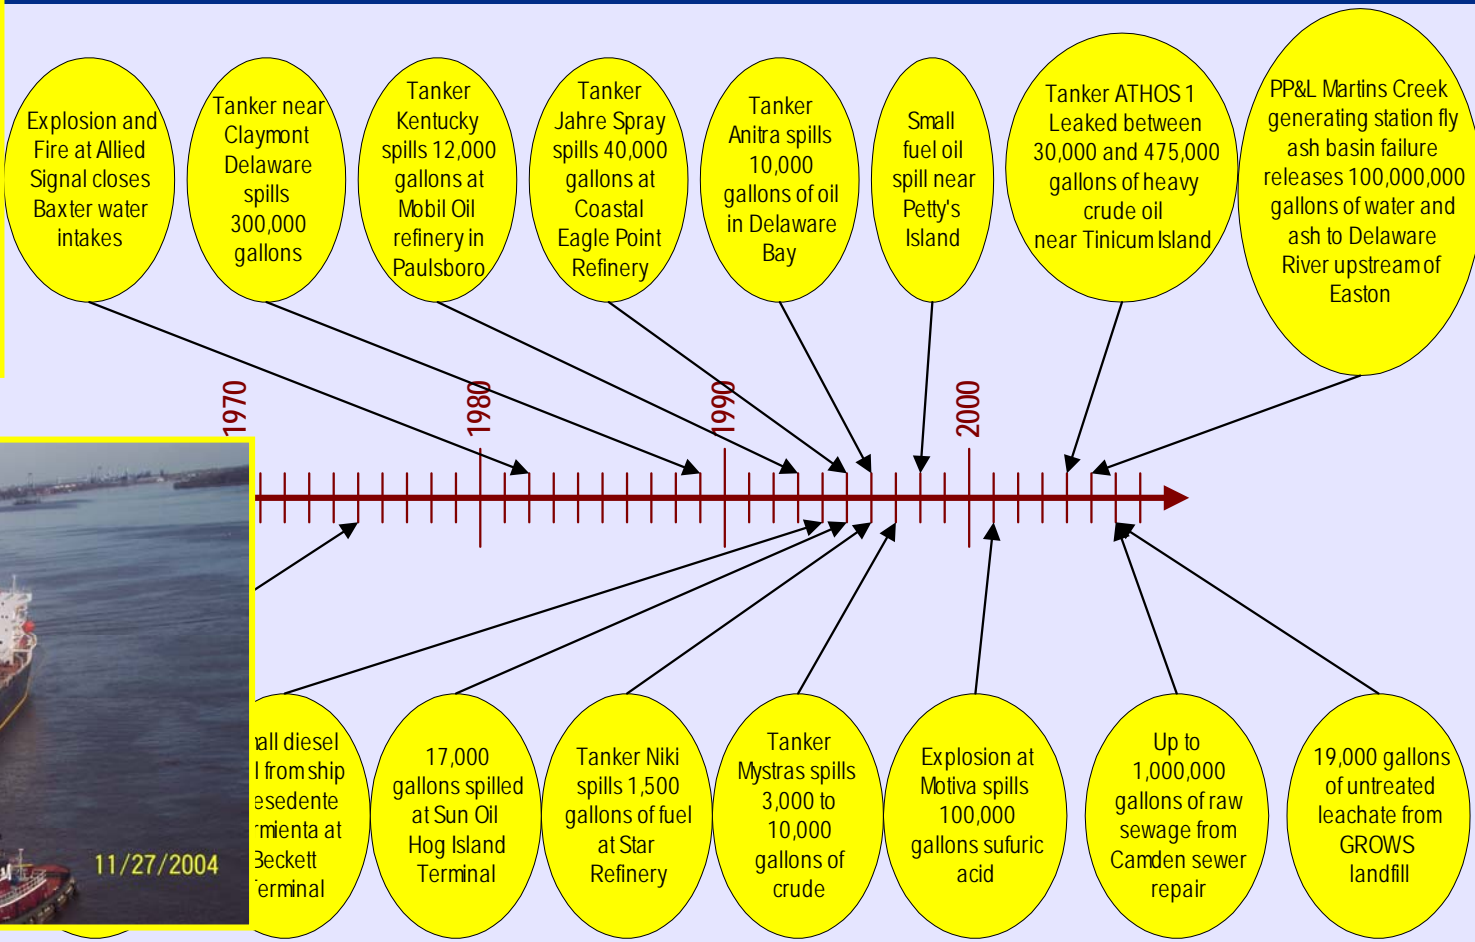 Explosion and
Fire at Allied
Signal closes
Baxter water
intakes
Tanker near
Claymont
Delaware
spills
300,000
gallons
Tanker
Kentucky
spills 12,000
gallons at
Mobil Oil
refinery in
Paulsboro
Tanker
Jahre Spray
spills 40,000
gallons at
Coastal
Eagle Point
Refinery
Tanker
Anitra spills
10,000
gallons of oil
in Delaware
Bay
Small
fuel oil
spill near
Petty's
Island
Tanker ATHOS 1
Leaked between
30,000 and 475,000
gallons of heavy
crude oil
near Tinicum Island
PP&L Martins Creek
generating station fly
ash basin failure
releases 100,000,000
gallons of water and
ash to Delaware
River upstream of
Easton
1970
1980
1990
2000
11/27/2004
diesel
from ship
at
Beckett
17,000
gallons spilled
at Sun Oil
Hog Island
Terminal
Tanker Niki
spills 1,500
gallons of fuel
at Star
Refinery
Tanker
Mystras spills
3,000 to
10,000
gallons of
crude
Explosion at
Motiva spills
100,000
gallons sufuric
acid
Up to
1,000,000
gallons of raw
sewage from
Camden sewer
repair
19,000 gallons
of untreated
leachate from
GROWS
landfill